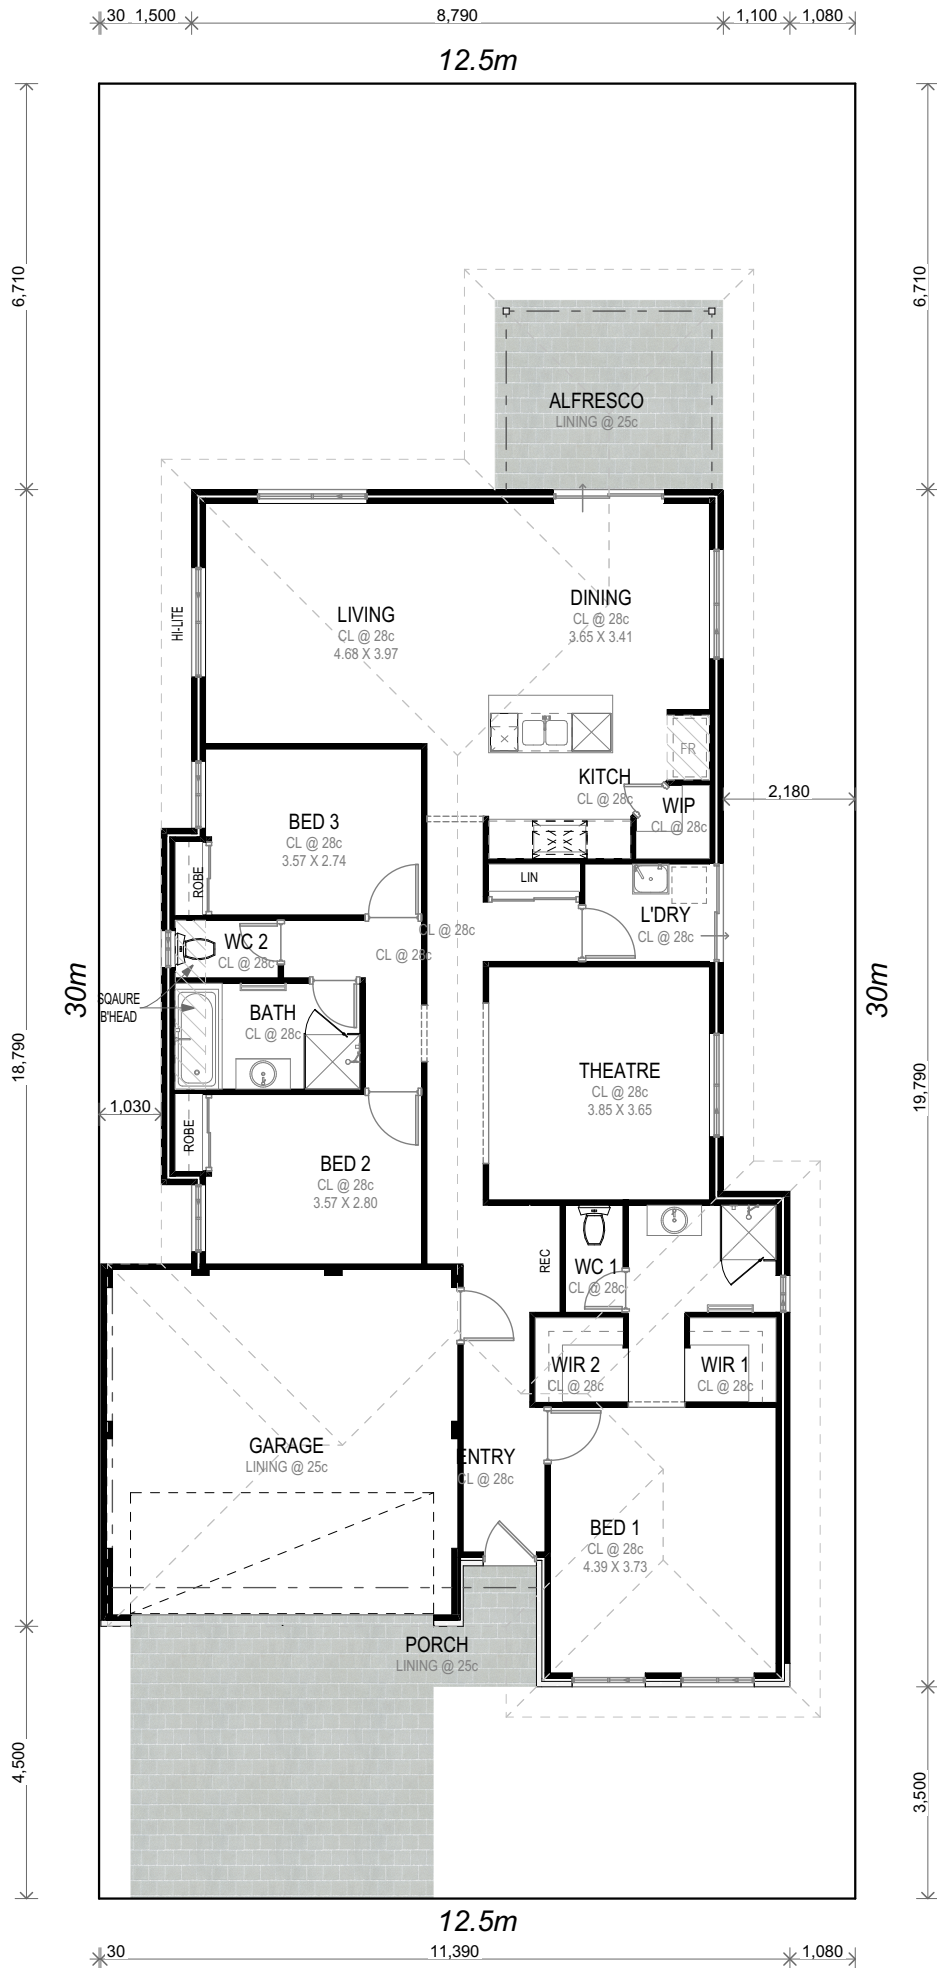 30 1,500 8,790 1,100 1,080
12.5m
6,710
6,710
ALFRESCO
LINING @ 25c
HI-LITE
LIVING
CL @ 28c
4.68 X 3.97
DINING
CL @ 28c
3.65 X 3.41
FR
KITCH
CL @ 28c
WIP
CL @ 28c
2,180
BED 3
CL @ 28c
3.57 X 2.74
ROBE
LIN
L'DRY
CL @ 28c
CL @ 28c
CL @ 28c
WC 2
CL @ 28c
30m
30m
SQAURE
B'HEAD
BATH
CL @ 28c
18,790
19,790
1,030
THEATRE
CL @ 28c
3.85 X 3.65
ROBE
BED 2
CL @ 28c
3.57 X 2.80
REC
WC 1
CL @ 28c
WIR 2
CL @ 28c
WIR 1
CL @ 28c
GARAGE
LINING @ 25c
ENTRY
CL @ 28c
BED 1
CL @ 28c
4.39 X 3.73
PORCH
LINING @ 25c
4,500
3,500
12.5m
30 11,390 1,080